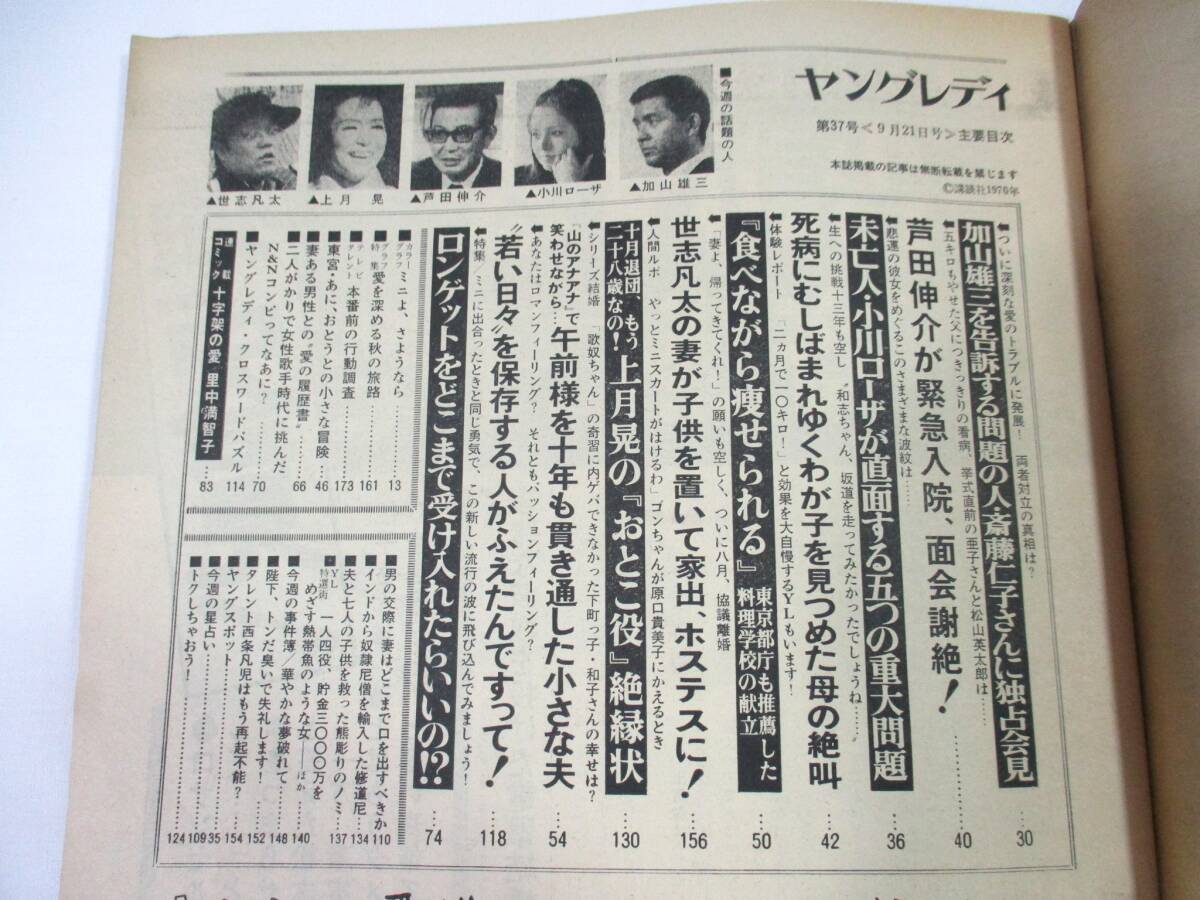 ヤングレディ
第37号<9月21日号>主要目次
本誌掲載の記事は無断転載を禁じます
©講談社1970年
■今週の話題の人
▲加山雄三
▲小川ローザ
▲芦田伸介
▲上月 晃
▲世志凡太
ついに深刻な愛のトラブルに発展! 両者対立の真相は?
加山雄三を告訴する問題の人・斎藤仁子さんに独占会見 30
五キロもやせた父につきっきりの看病、挙式直前の亜子さんと松山英太郎は……
芦田伸介が緊急入院、面会謝絶! 40
悲運の彼女をめぐるこのさまざまな波紋は……
未亡人・小川ローザが直面する五つの重大問題 36
生への挑戦十三年も空し “和志ちゃん、坂道を走ってみたかったでしょうね……”
死病にむしばまれゆくわが子を見つめた母の絶叫 42
体験レポート 「二ヵ月で一〇キロ!」と効果を大自慢するYLもいます!
『食べながら痩せられる』東京都庁も推薦した料理学校の献立 50
「妻よ、帰ってきてくれ!」の願いも空しく、ついに八月、協議離婚
世志凡太の妻が子供を置いて家出、ホステスに! 156
人間ルポ やっとミニスカートがはけるわ」ゴンちゃんが原口貴美子にかえるとき
十月退団、もう二十八歳なの!上月晃の『おとこ役』絶縁状 130
シリーズ結婚 「歌奴ちゃん」の奇習に内ゲバできなかった下町っ子・和子さんの幸せは?
「山のアナアナ」で笑わせながら…午前様を十年も貫き通した小さな夫 54
あなたはロマンフィーリング? それともパッションフィーリング?
“若い日々”を保存する人がふえたんですって! 118
特集/ミニに出合ったときと同じ勇気で、この新しい流行の波に飛び込んでみましょう!
ロンゲットをどこまで受け入れたらいいの!? 74
■カラーグラフ ミニよ、さようなら 13
■特集グラフ 愛を深める秋の旅路 161
■テレビタレント 本番前の行動調査 173
■東宮・あに、おとうとの小さな冒険 46
■妻ある男性との“愛の履歴書” 66
■二人がかりで女性歌手時代に挑んだN&Nコンビってなあに? 70
■ヤングレディ・クロスワードパズル 114
連載コミック 十字架の愛 里中満智子 83
■男の交際に妻はどこまで口を出すべきか 110
■インドから奴隷尼僧を輸入した修道尼 134
■夫と七人の子供を救った熊彫りのノミ 137
■YL特選街 一人四役、貯金三〇〇〇万をめざす熱帯魚のような女――ほか 140
■今週の事件簿/華やかな夢破れて 148
■陛下、トンだ臭いで失礼します! 152
■タレント西条凡児はもう再起不能? 154
■ヤングスポット 35
■今週の星占い 109
■トクしちゃおう! 124